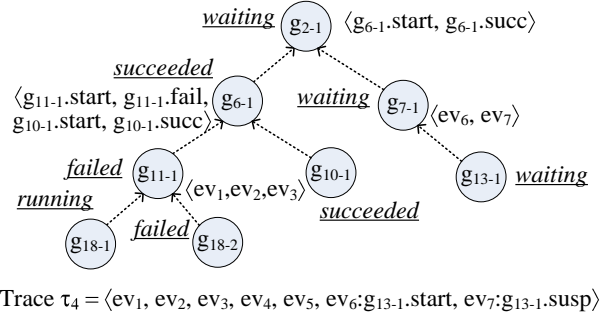 waiting
g2-1
⟨g6-1.start, g6-1.succ⟩
succeeded
⟨g11-1.start, g11-1.fail,
g10-1.start, g10-1.succ⟩
g6-1
waiting
g7-1
⟨ev6, ev7⟩
failed
g11-1
⟨ev1,ev2,ev3⟩
g10-1
succeeded
g13-1
waiting
running
g18-1
failed
g18-2
Trace τ4 = ⟨ev1, ev2, ev3, ev4, ev5, ev6:g13-1.start, ev7:g13-1.susp⟩